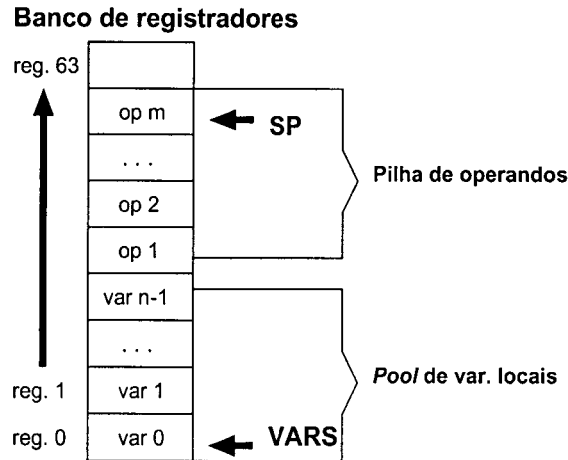 Banco de registradores
reg. 63
op m
SP
. . .
Pilha de operandos
op 2
op 1
var n-1
. . .
Pool de var. locais
reg. 1
var 1
reg. 0
var 0
VARS